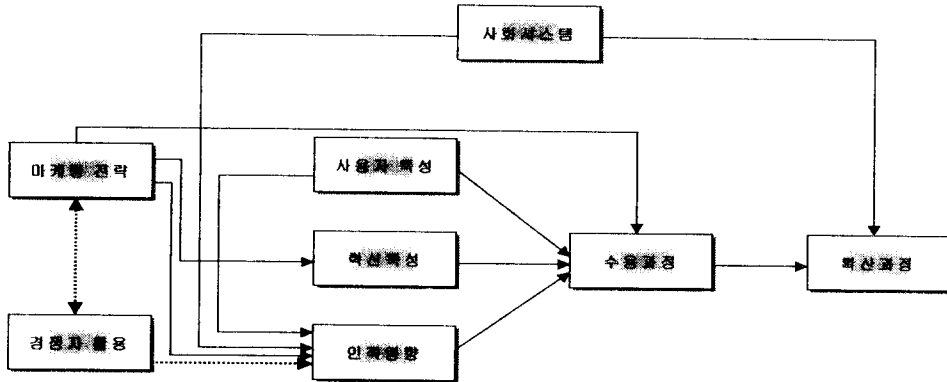 사회시스템
마케팅 전략
사용자 특성
혁신특성
수용과정
확산과정
경쟁자 활용
인적영향